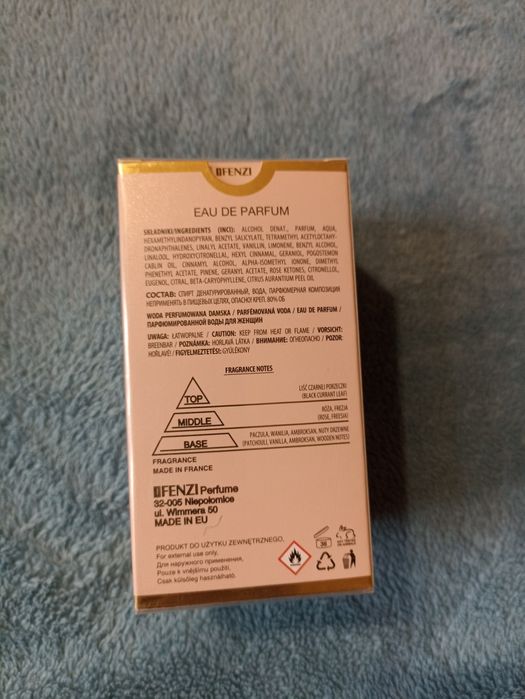 JFENZI
EAU DE PARFUM
SKŁADNIKI/INGREDIENTS (INCI): ALCOHOL DENAT., PARFUM, AQUA,
HEXAMETHYLINDANOPYRAN, BENZYL SALICYLATE, TETRAMETHYL ACETYLOCTAHY-
DRONAPHTHALENES, LINALYL ACETATE, VANILLIN, LIMONENE, BENZYL ALCOHOL,
LINALOOL, HYDROXYCITRONELLAL, HEXYL CINNAMAL, GERANIOL, POGOSTEMON
CABLIN OIL, CINNAMYL ALCOHOL, ALPHA-ISOMETHYL IONONE, DIMETHYL
PHENETHYL ACETATE, PINENE, GERANYL ACETATE, ROSE KETONES, CITRONELLOL,
EUGENOL, CITRAL, BETA-CARYOPHYLLENE, CITRUS AURANTIUM PEEL OIL
СОСТАВ: СПИРТ ДЕНАТУРИРОВАННЫЙ, ВОДА, ПАРФЮМЕРНАЯ КОМПОЗИЦИЯ
НЕПРИМЕНЯТЬ В ПИЩЕВЫХ ЦЕЛЯХ, ОПАСНО! КРЕП. 80% ОБ
WODA PERFUMOWANA DAMSKA / PARFÉMOVANÁ VODA / EAU DE PARFUM /
ПАРФЮМИРОВАННОЙ ВОДЫ ДЛЯ ЖЕНЩИН
UWAGA: ŁATWOPALNE / CAUTION: KEEP FROM HEAT OR FLAME / VORSICHT:
BREENBAR / POZNÁMKA: HORLAVÁ LÁTKA / ВНИМАНИЕ: ОГНЕОПАСНО / POZOR:
HOŘLAVÉ/ FIGYELMEZTETÉS!: GYÚLÉKONY
FRAGRANCE NOTES
TOP
LIŚĆ CZARNEJ PORZECZKI
(BLACK CURRANT LEAF)
MIDDLE
RÓŻA, FREZJA
(ROSE, FREESIA)
BASE
PACZULA, WANILIA, AMBROKSAN, NUTY DRZEWNE
(PATCHOULI, VANILLA, AMBROKSAN, WOODEN NOTES)
FRAGRANCE
MADE IN FRANCE
JFENZI Perfume
32-005 Niepołomice
ul. Wimmera 50
MADE IN EU
PRODUKT DO UŻYTKU ZEWNĘTRZNEGO,
For external use only,
Для наружного применения,
Pouze k vnějšímu použití,
Csak külsőleg használható.
36